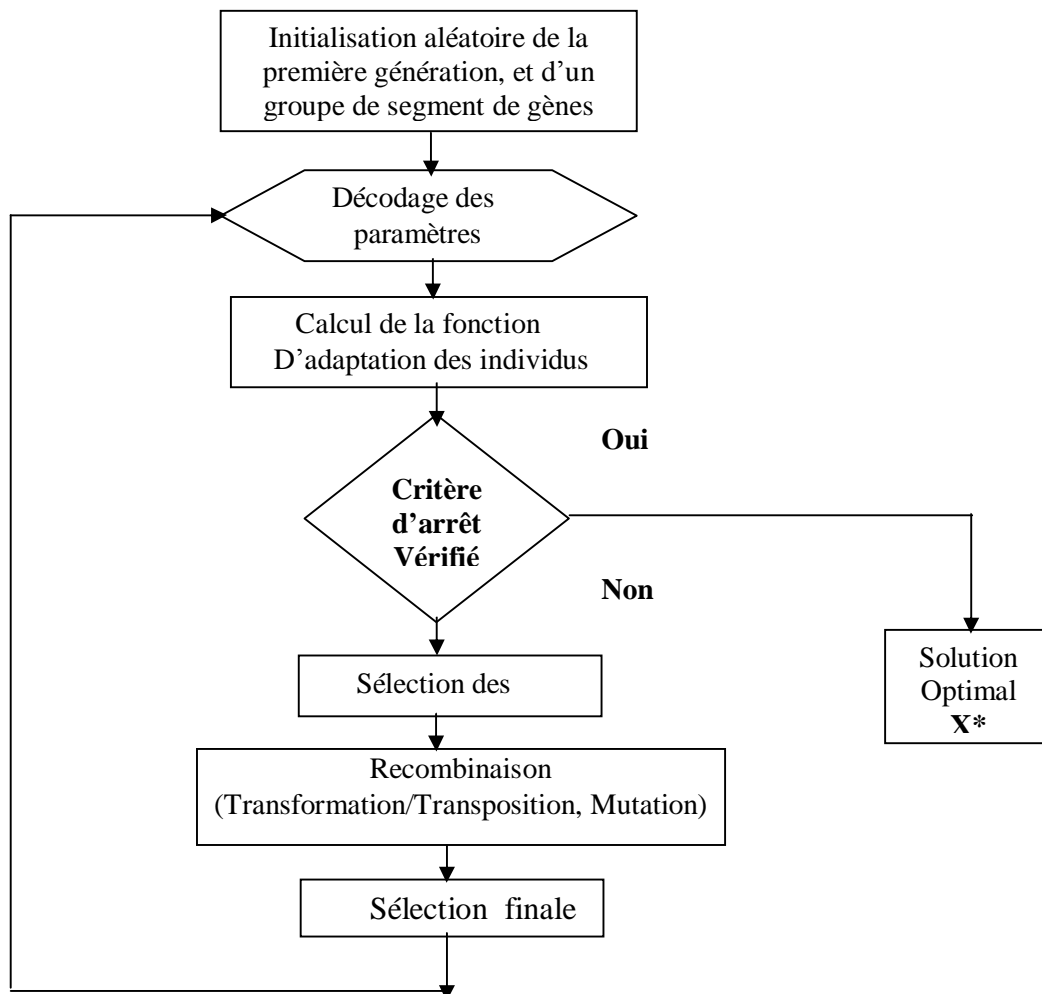 Initialisation aléatoire de la
première génération, et d’un
groupe de segment de gènes
Décodage des
paramètres
Calcul de la fonction
D’adaptation des individus
Oui
Critère
d’arrêt
Vérifié
Non
Sélection des
Solution
Optimal
X*
Recombinaison
(Transformation/Transposition, Mutation)
Sélection finale